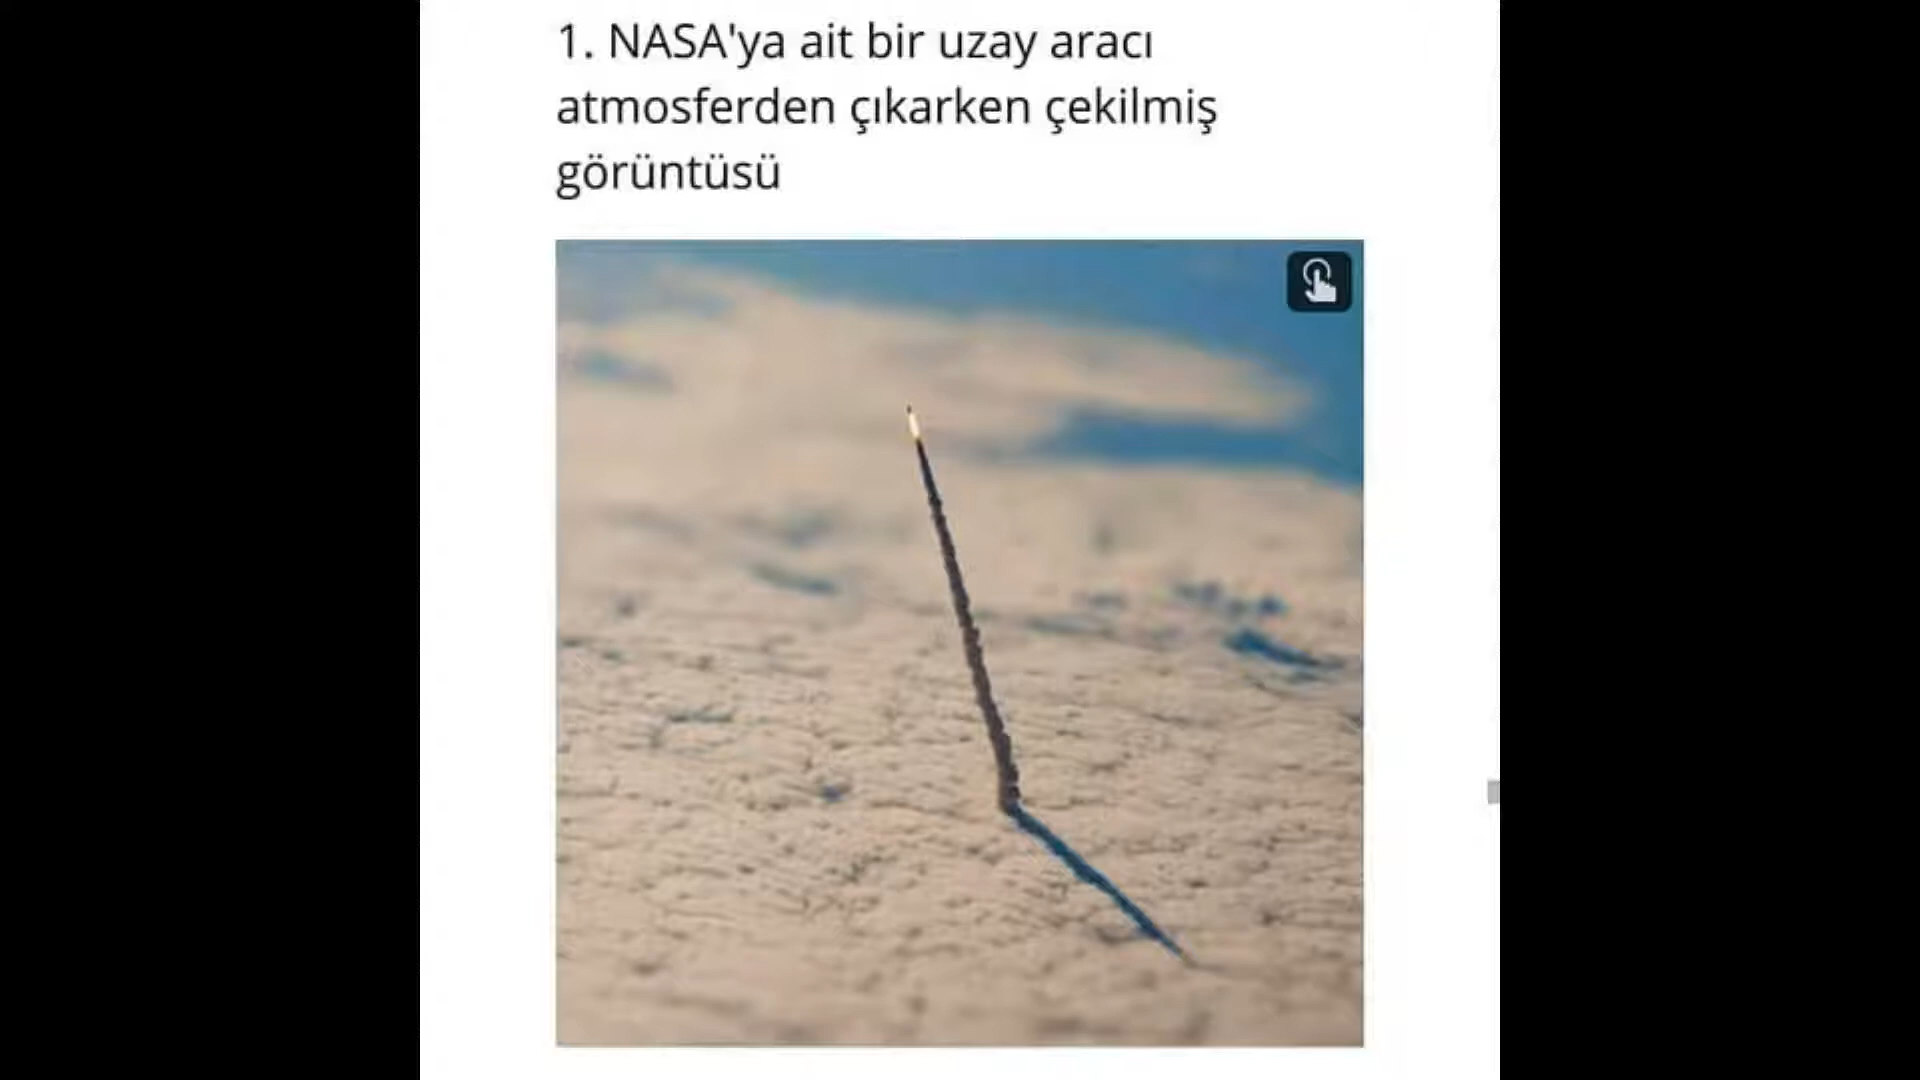 1. NASA'ya ait bir uzay aracı
atmosferden çıkarken çekilmiş
görüntüsü